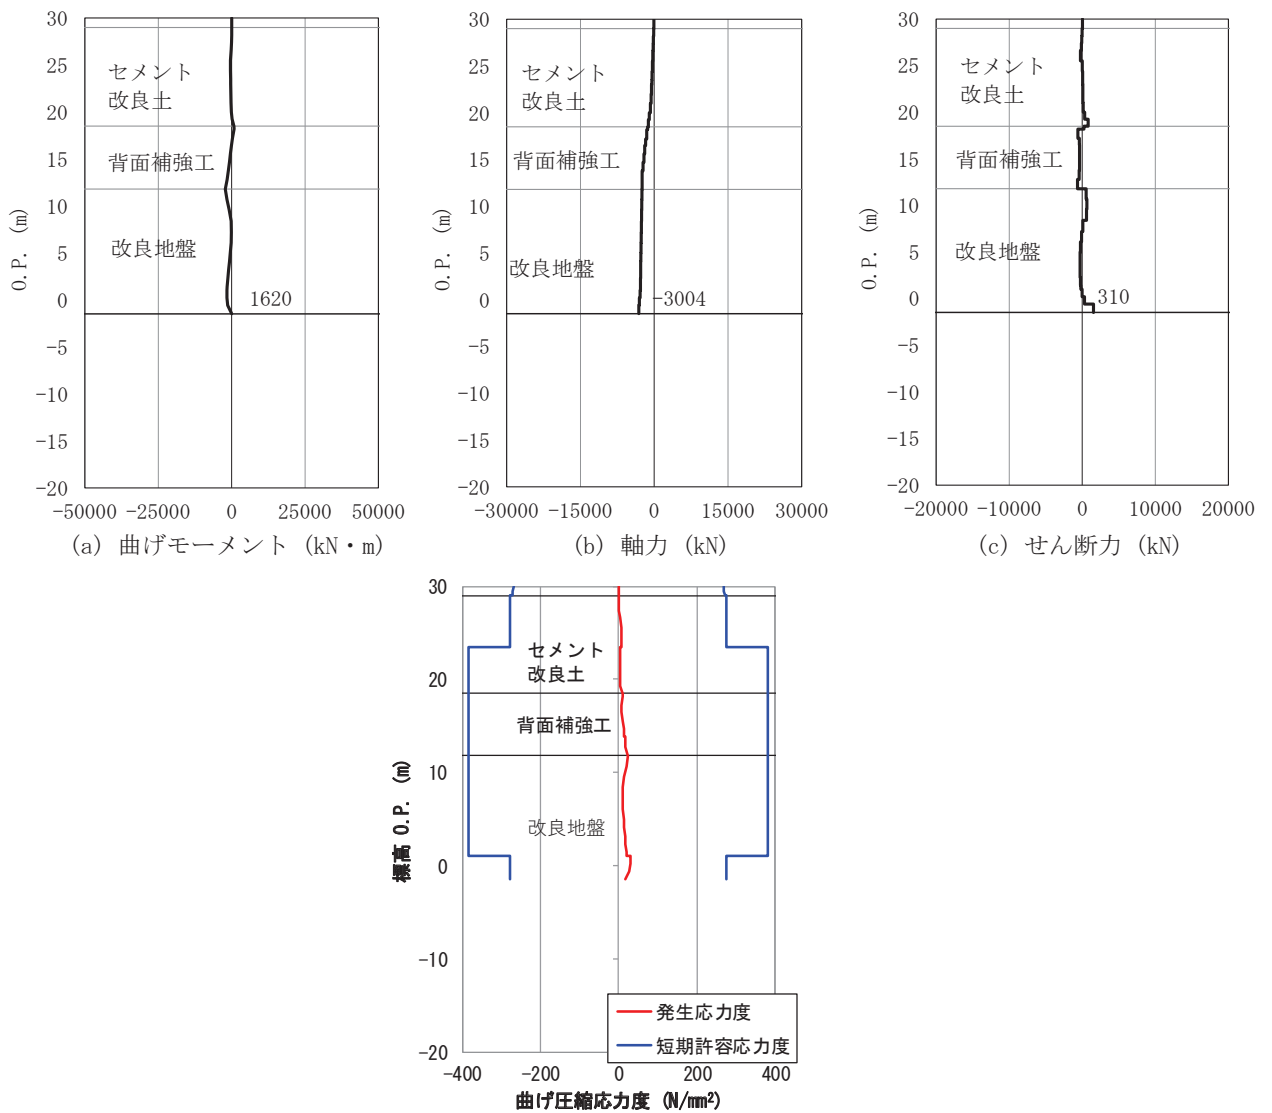 30
25
20
15
10
5
0
-5
-10
-15
-20
O.P. (m)
セメント
改良土
背面補強工
改良地盤
1620
-50000 -25000 0 25000 50000
(a) 曲げモーメント (kN・m)
30
25
20
15
10
5
0
-5
-10
-15
-20
O.P. (m)
セメント
改良土
背面補強工
改良地盤
-3004
-30000 -15000 0 15000 30000
(b) 軸力 (kN)
30
25
20
15
10
5
0
-5
-10
-15
-20
O.P. (m)
セメント
改良土
背面補強工
改良地盤
310
-20000 -10000 0 10000 20000
(c) せん断力 (kN)
30
20
10
0
-10
-20
標高 O.P. (m)
セメント
改良土
背面補強工
改良地盤
発生応力度
短期許容応力度
-400 -200 0 200 400
曲げ圧縮応力度 (N/mm²)